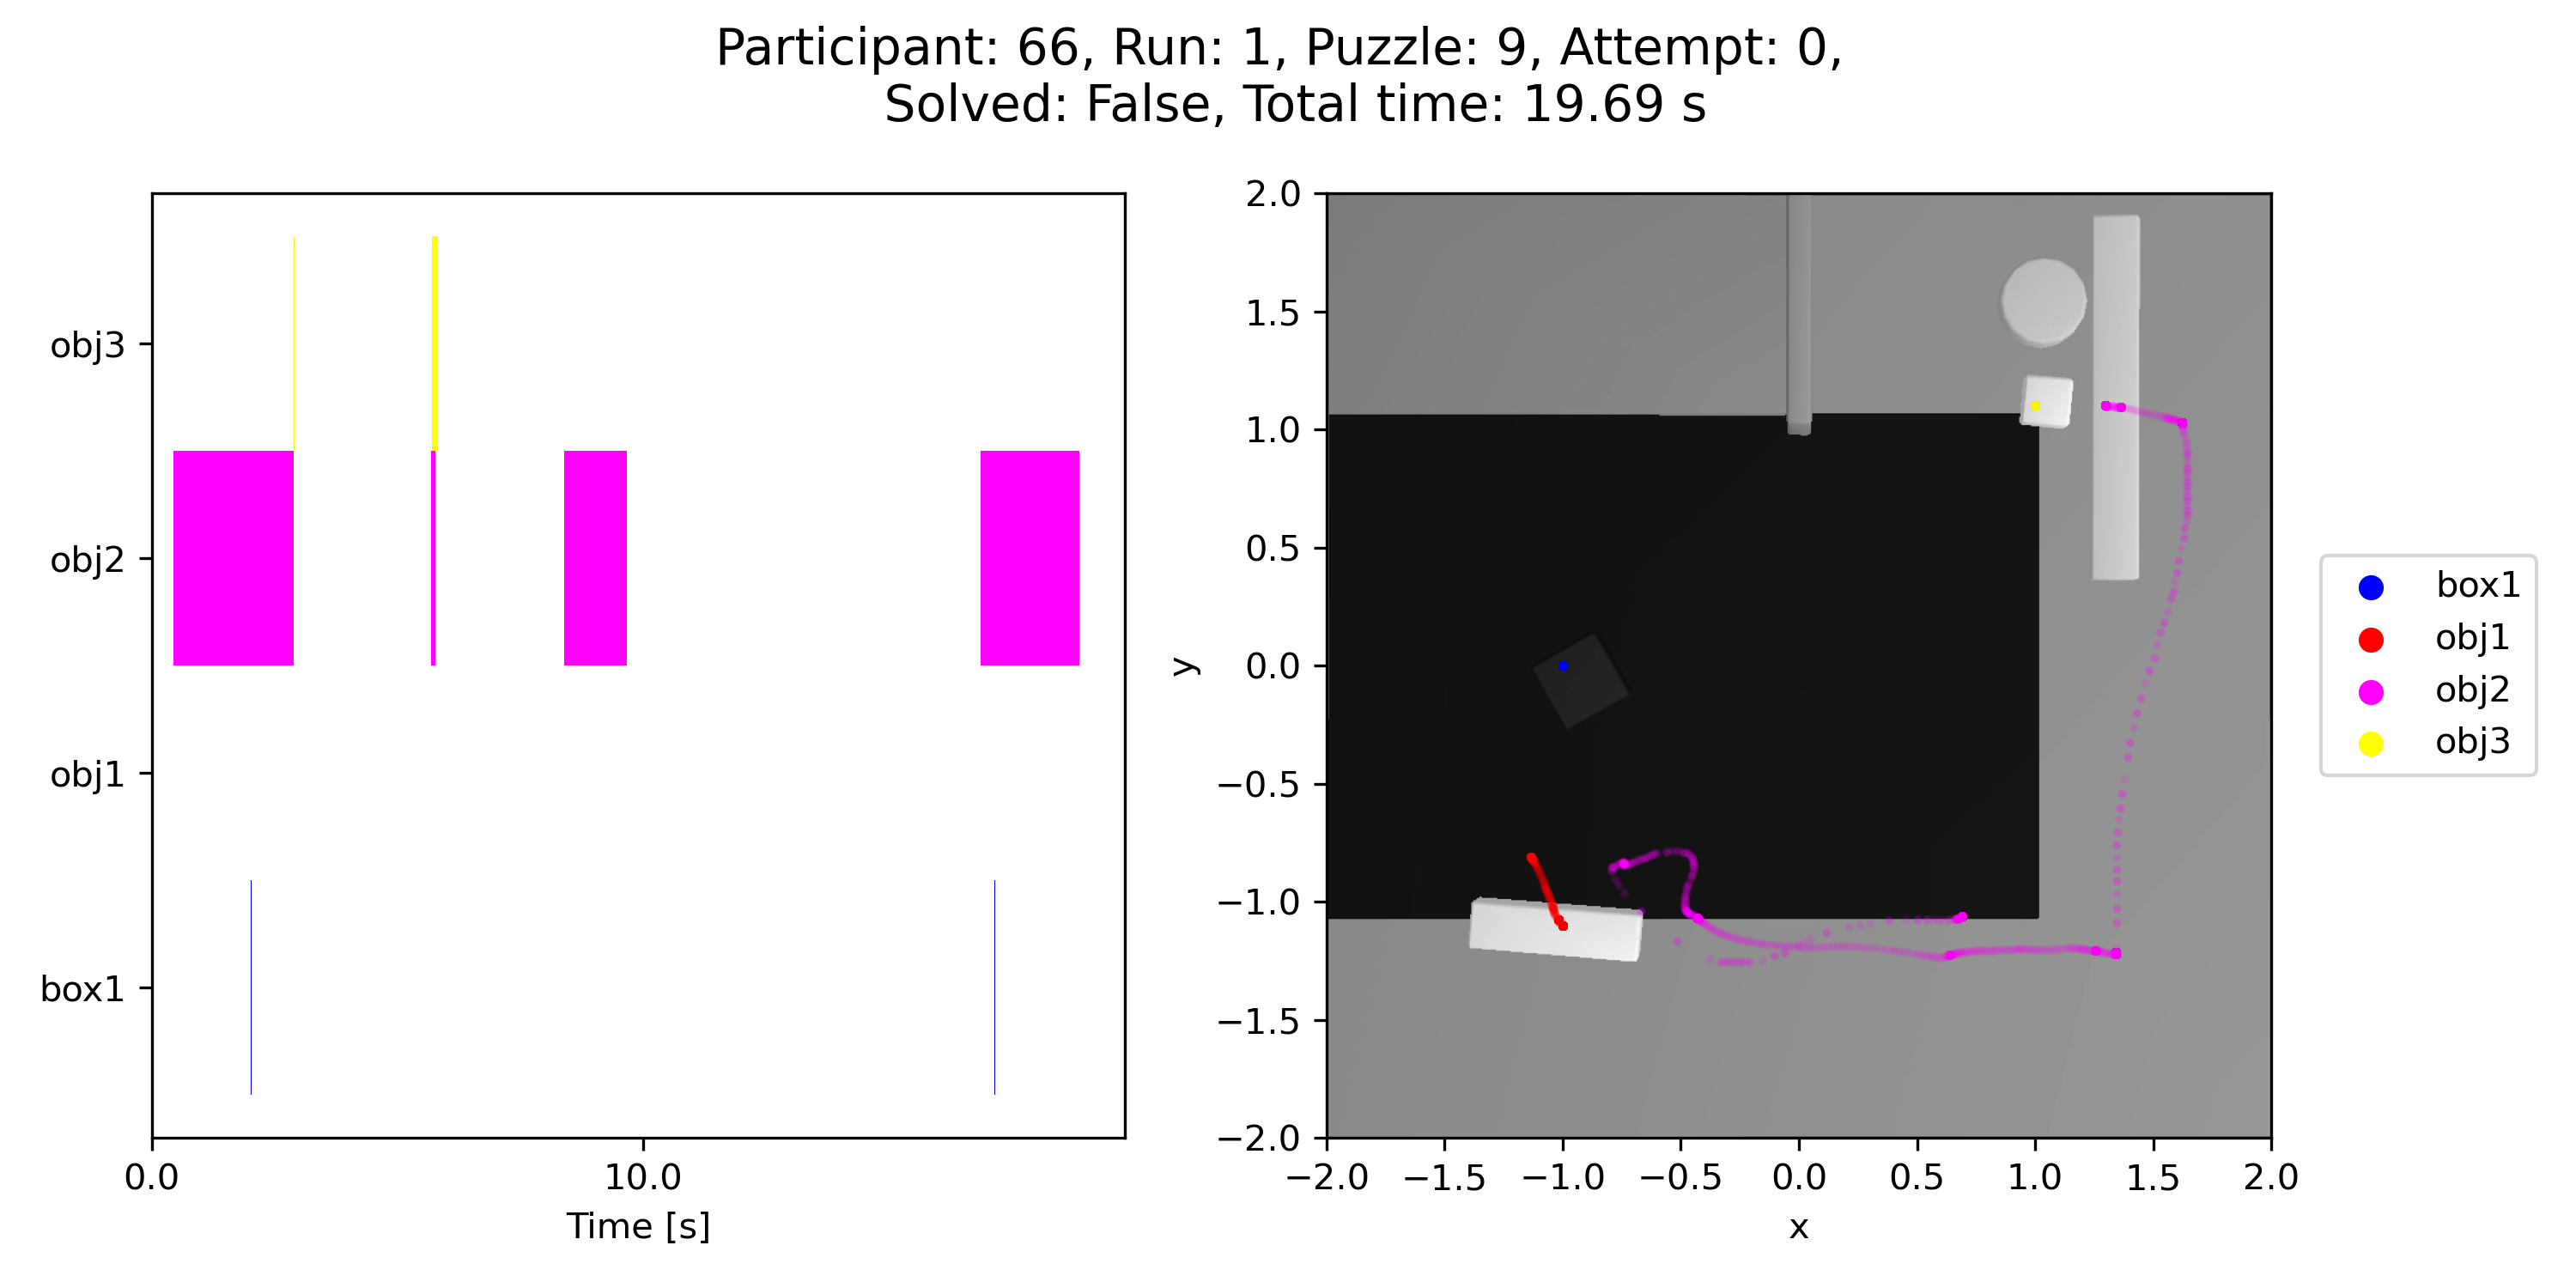 Participant: 66, Run: 1, Puzzle: 9, Attempt: 0,
Solved: False, Total time: 19.69 s
obj3
obj2
obj1
box1
0.0
10.0
Time [s]
2.0
1.5
1.0
0.5
0.0
−0.5
−1.0
−1.5
−2.0
y
−2.0
−1.5
−1.0
−0.5
0.0
0.5
1.0
1.5
2.0
x
box1
obj1
obj2
obj3